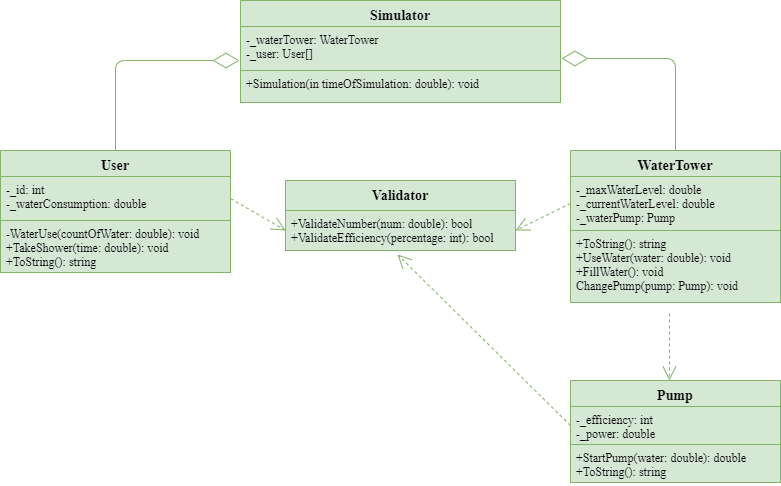 Simulator
-_waterTower: WaterTower
-_user: User[]
+Simulation(in timeOfSimulation: double): void
User
-_id: int
-_waterConsumption: double
-WaterUse(countOfWater: double): void
+TakeShower(time: double): void
+ToString(): string
Validator
+ValidateNumber(num: double): bool
+ValidateEfficiency(percentage: int): bool
WaterTower
-_maxWaterLevel: double
-_currentWaterLevel: double
-_waterPump: Pump
+ToString(): string
+UseWater(water: double): void
+FillWater(): void
ChangePump(pump: Pump): void
Pump
-_efficiency: int
-_power: double
+StartPump(water: double): double
+ToString(): string